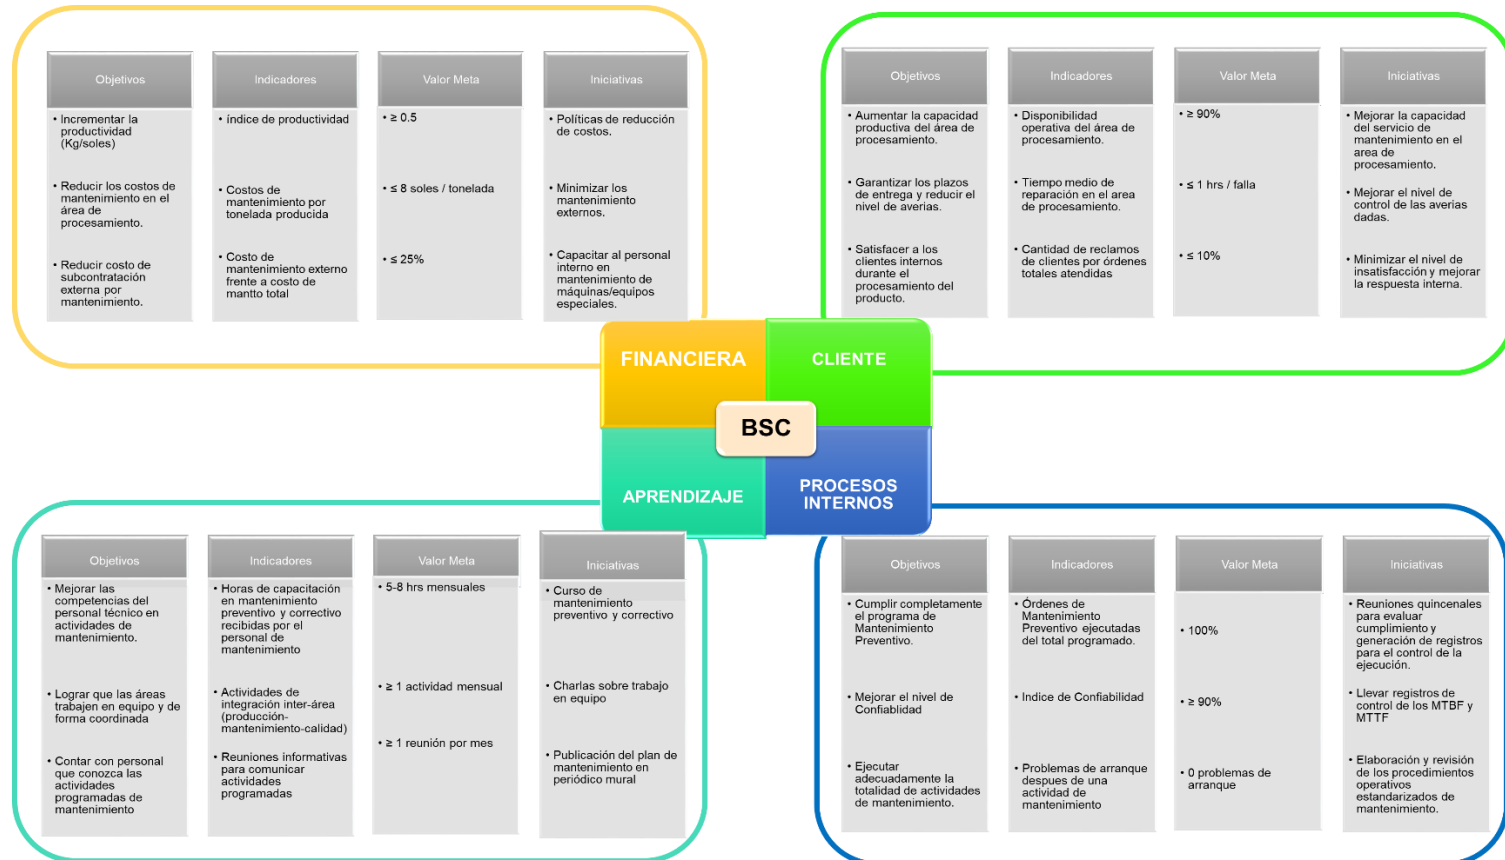 Objetivos
• Incrementar la
productividad
(Kg/soles)
• Reducir los costos de
mantenimiento en el
área de
procesamiento.
• Reducir costo de
subcontratación
externa por
mantenimiento.
Indicadores
• índice de productividad
• Costos de
mantenimiento por
tonelada producida
• Costo de
mantenimiento externo
frente a costo de
mantto total
Valor Meta
• ≥ 0.5
• ≤ 8 soles / tonelada
• ≤ 25%
Iniciativas
• Políticas de reducción
de costos.
• Minimizar los
mantenimiento
externos.
• Capacitar al personal
interno en
mantenimiento de
máquinas/equipos
especiales.
Objetivos
• Aumentar la capacidad
productiva del área de
procesamiento.
• Garantizar los plazos
de entrega y reducir el
nivel de averias.
• Satisfacer a los
clientes internos
durante el
procesamiento del
producto.
Indicadores
• Disponibilidad
operativa del área de
procesamiento.
• Tiempo medio de
reparación en el area
de procesamiento.
• Cantidad de reclamos
de clientes por órdenes
totales atendidas
Valor Meta
• ≥ 90%
• ≤ 1 hrs / falla
• ≤ 10%
Iniciativas
• Mejorar la capacidad
del servicio de
mantenimiento en el
area de
procesamiento.
• Mejorar el nivel de
control de las averias
dadas.
• Minimizar el nivel de
insatisfacción y mejorar
la respuesta interna.
FINANCIERA
CLIENTE
BSC
APRENDIZAJE
PROCESOS
INTERNOS
Objetivos
• Mejorar las
competencias del
personal técnico en
actividades de
mantenimiento.
• Lograr que las áreas
trabajen en equipo y de
forma coordinada
• Contar con personal
que conozca las
actividades
programadas de
mantenimiento
Indicadores
• Horas de capacitación
en mantenimiento
preventivo y correctivo
recibidas por el
personal de
mantenimiento
• Actividades de
integración inter-área
(producción-
mantenimiento-calidad)
• Reuniones informativas
para comunicar
actividades
programadas
Valor Meta
• 5-8 hrs mensuales
• ≥ 1 actividad mensual
• ≥ 1 reunión por mes
Iniciativas
• Curso de
mantenimiento
preventivo y correctivo
• Charlas sobre trabajo
en equipo
• Publicación del plan de
mantenimiento en
periódico mural
Objetivos
• Cumplir completamente
el programa de
Mantenimiento
Preventivo.
• Mejorar el nivel de
Confiablidad
• Ejecutar
adecuadamente la
totalidad de actividades
de mantenimiento.
Indicadores
• Órdenes de
Mantenimiento
Preventivo ejecutadas
del total programado.
• Indice de Confiabilidad
• Problemas de arranque
despues de una
actividad de
mantenimiento
Valor Meta
• 100%
• ≥ 90%
• 0 problemas de
arranque
Iniciativas
• Reuniones quincenales
para evaluar
cumplimiento y
generación de registros
para el control de la
ejecución.
• Llevar registros de
control de los MTBF y
MTTF
• Elaboración y revisión
de los procedimientos
operativos
estandarizados de
mantenimiento.